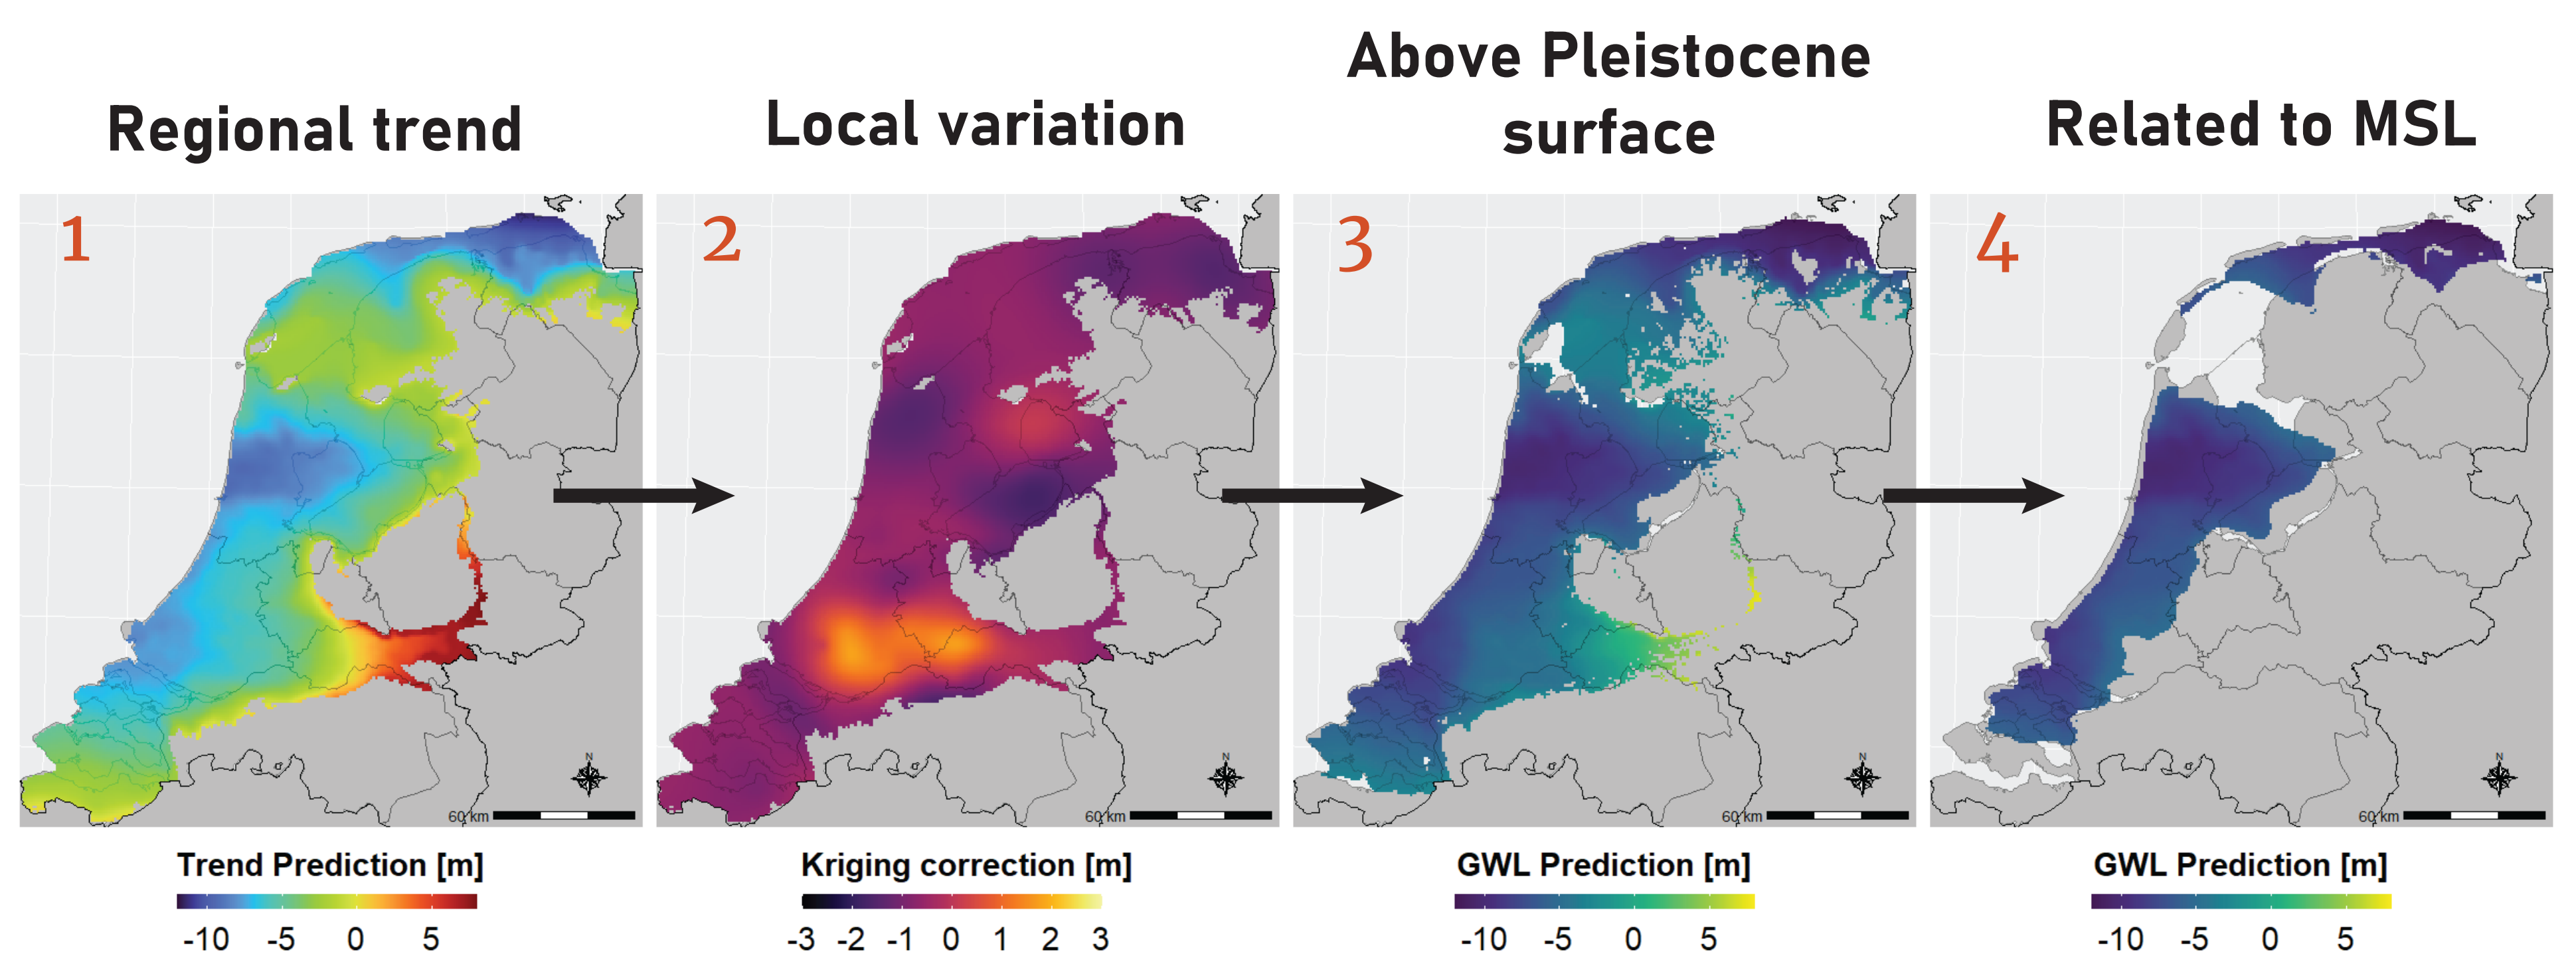 Regional trend
Local variation
Above Pleistocene
surface
Related to MSL
1
2
3
4
N
N
N
N
60 km
60 km
60 km
60 km
Trend Prediction [m]
-10 -5 0 5
Kriging correction [m]
-3 -2 -1 0 1 2 3
GWL Prediction [m]
-10 -5 0 5
GWL Prediction [m]
-10 -5 0 5